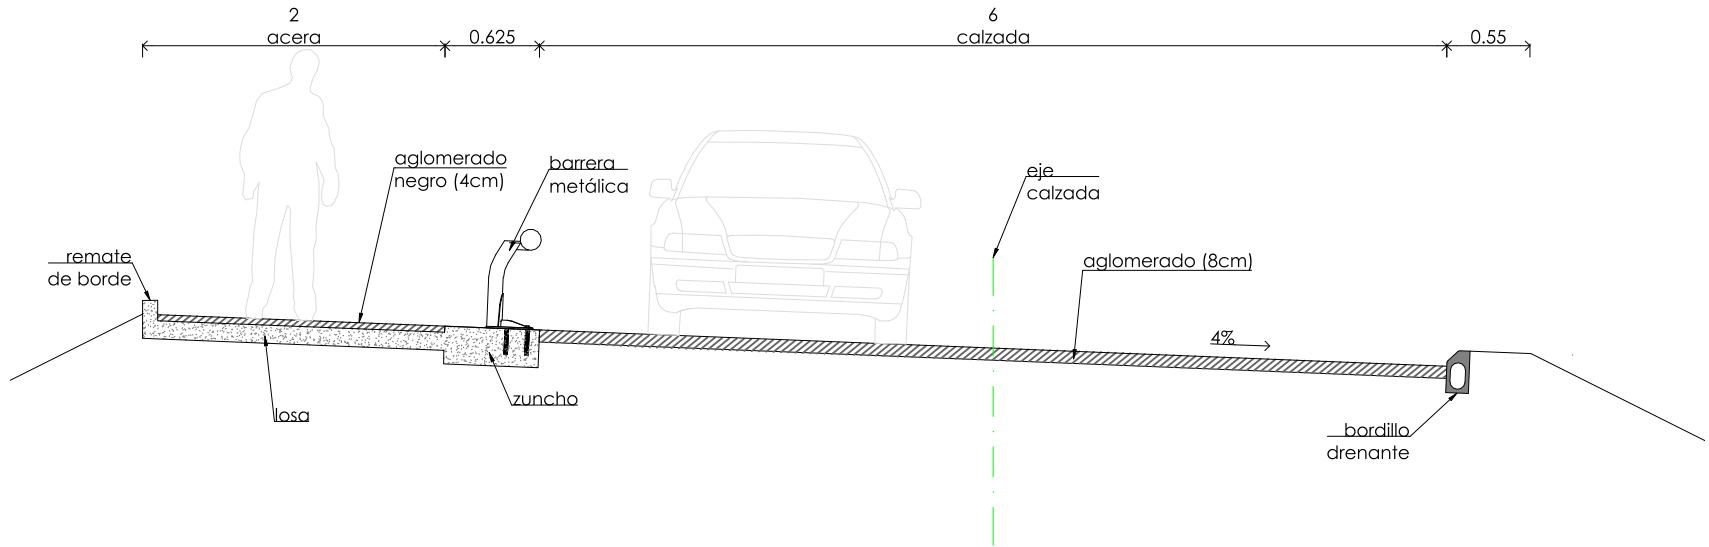 2
acera
0.625
6
calzada
0.55
aglomerado
negro (4cm)
barrera
metálica
eje
calzada
remate
de borde
aglomerado (8cm)
4%
losa
zuncho
bordillo
drenante